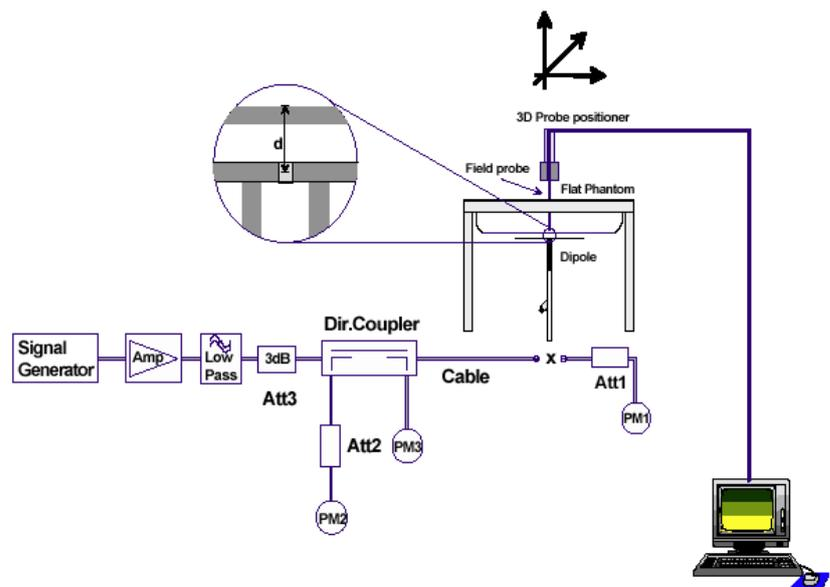 3D Probe positioner
d
Field probe
Flat Phantom
Dipole
Dir.Coupler
Signal
Generator
Amp
Low
Pass
3dB
Att3
Cable
x
Att1
PM1
Att2
PM3
PM2